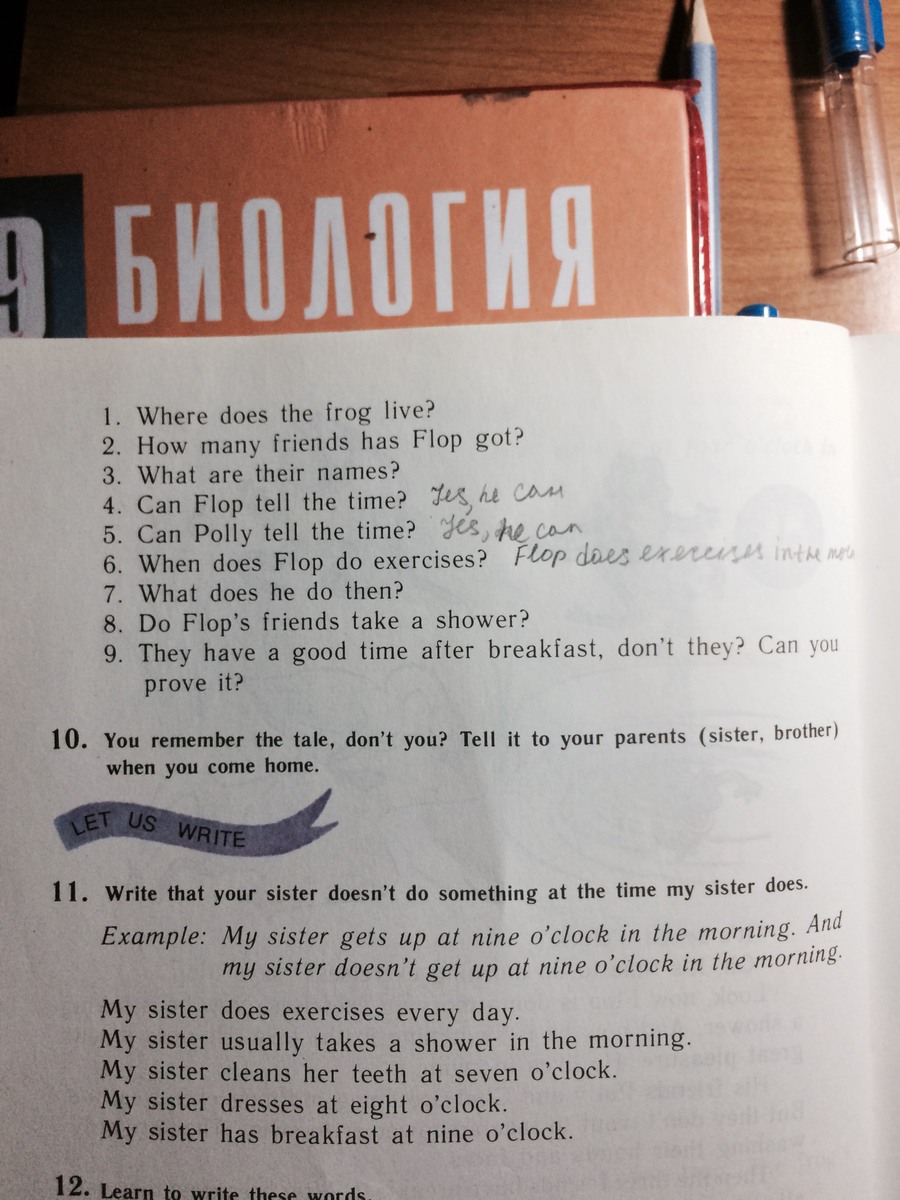 9 БИОЛОГИЯ
1. Where does the frog live?
2. How many friends has Flop got?
3. What are their names?
4. Can Flop tell the time? Yes, he can
5. Can Polly tell the time? Yes, he can
6. When does Flop do exercises? Flop does exercises in the
7. What does he do then?
8. Do Flop's friends take a shower?
9. They have a good time after breakfast, don't they? Can you
prove it?
10. You remember the tale, don't you? Tell it to your parents (sister, brother)
when you come home.
LET US WRITE
11. Write that your sister doesn't do something at the time my sister does.
Example: My sister gets up at nine o'clock in the morning. And
my sister doesn't get up at nine o'clock in the morning.
My sister does exercises every day.
My sister usually takes a shower in the morning.
My sister cleans her teeth at seven o'clock.
My sister dresses at eight o'clock.
My sister has breakfast at nine o'clock.
12. Learn to write these words.